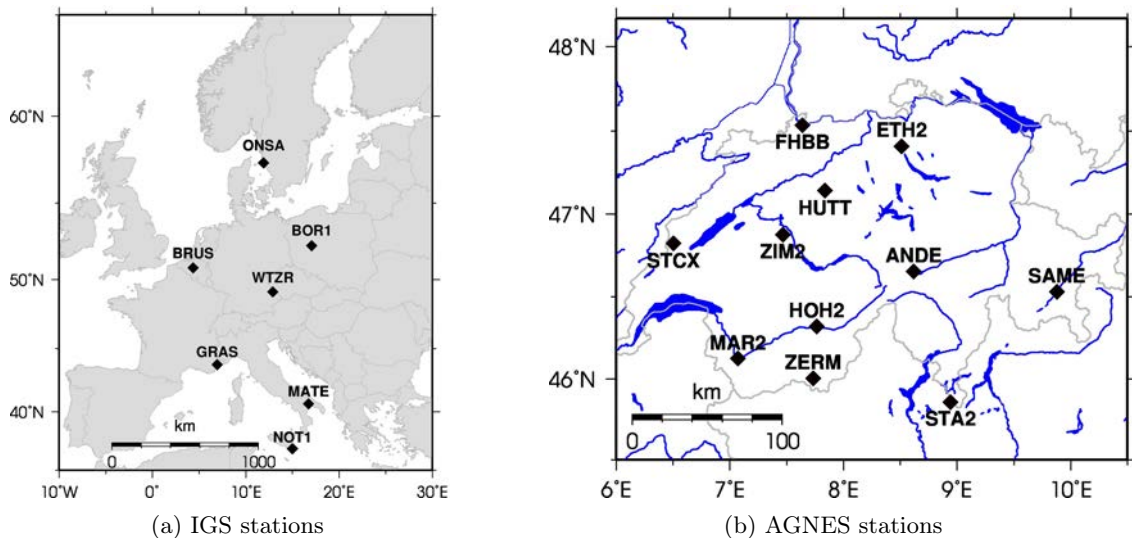 60°N
50°N
40°N
10°W
0°
10°E
20°E
30°E
ONSA
BOR1
BRUS
WTZR
GRAS
MATE
NOT1
km
0
1000
(a) IGS stations
48°N
47°N
46°N
6°E
7°E
8°E
9°E
10°E
FHBB
ETH2
HUTT
STCX
ZIM2
ANDE
SAME
HOH2
MAR2
ZERM
STA2
km
0
100
(b) AGNES stations